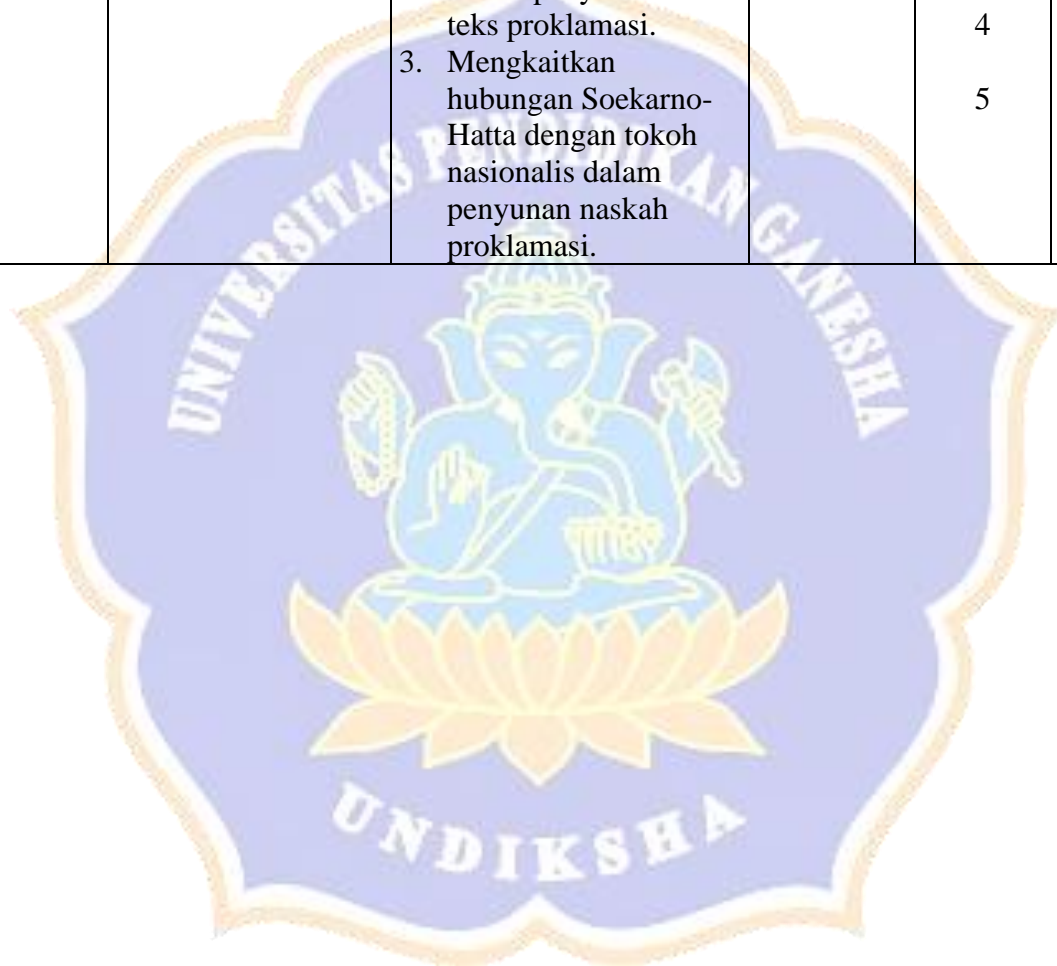 teks proklamasi.
4
3. Mengkaitkan
hubungan Soekarno-
5
Hatta dengan tokoh
nasionalis dalam
penyunan naskah
proklamasi.
UNIVERSITAS PENDIDIKAN GANESHA
UNDIKSHA